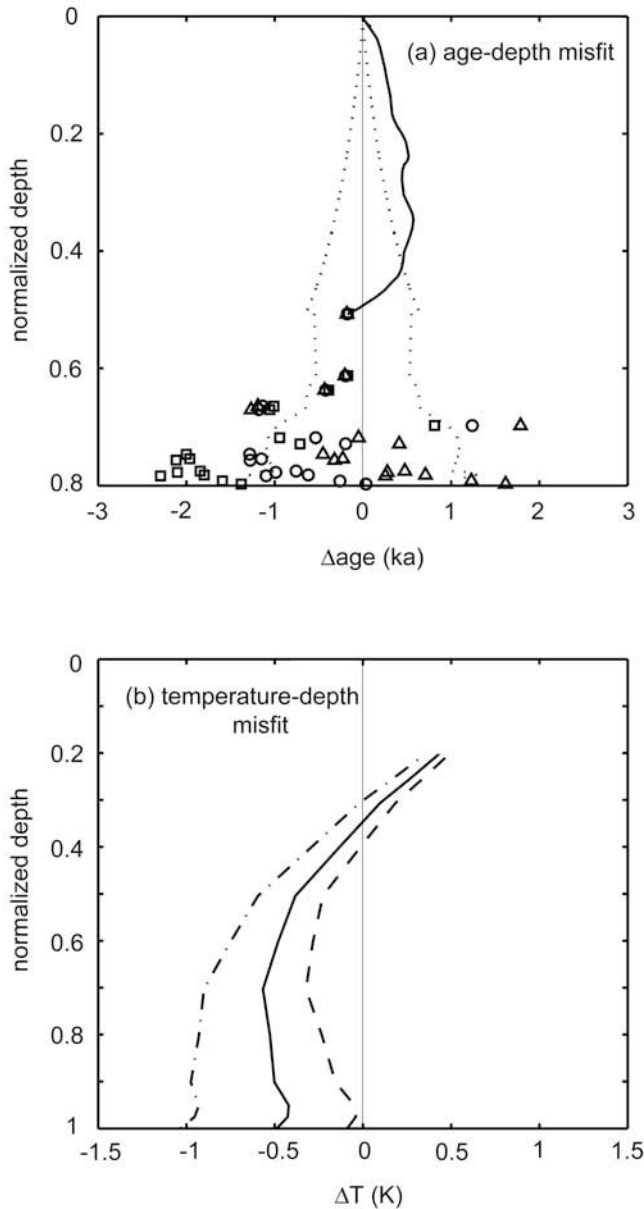 0
(a) age-depth misfit
0.2
normalized depth
0.4
0.6
0.8
-3 -2 -1 0 1 2 3
Δage (ka)
0
(b) temperature-depth
misfit
0.2
normalized depth
0.4
0.6
0.8
1
-1.5 -1 -0.5 0 0.5 1 1.5
ΔT (K)